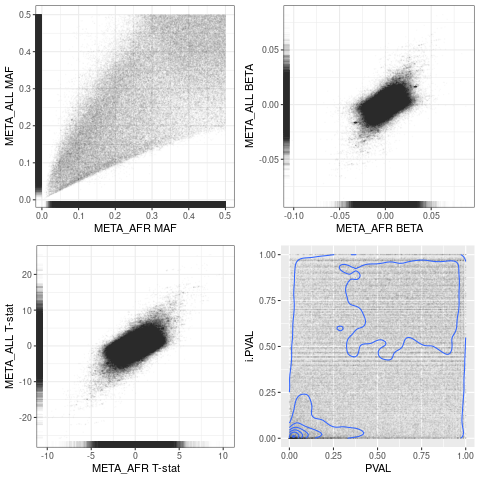 0.5
0.4
0.3
0.2
0.1
0.0
META_ALL MAF
0.0 0.1 0.2 0.3 0.4 0.5
META_AFR MAF
0.05
0.00
-0.05
META_ALL BETA
-0.10 -0.05 0.00 0.05
META_AFR BETA
20
10
0
-10
-20
META_ALL T-stat
-10 -5 0 5 10
META_AFR T-stat
1.00
0.75
0.50
0.25
0.00
i.PVAL
0.00 0.25 0.50 0.75 1.00
PVAL